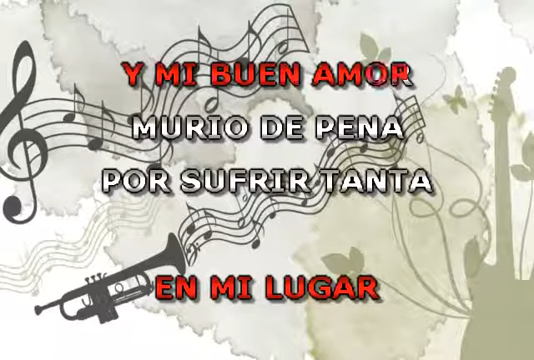 Y MI BUEN AMOR
MURIO DE PENA
POR SUFRIR TANTA
EN MI LUGAR